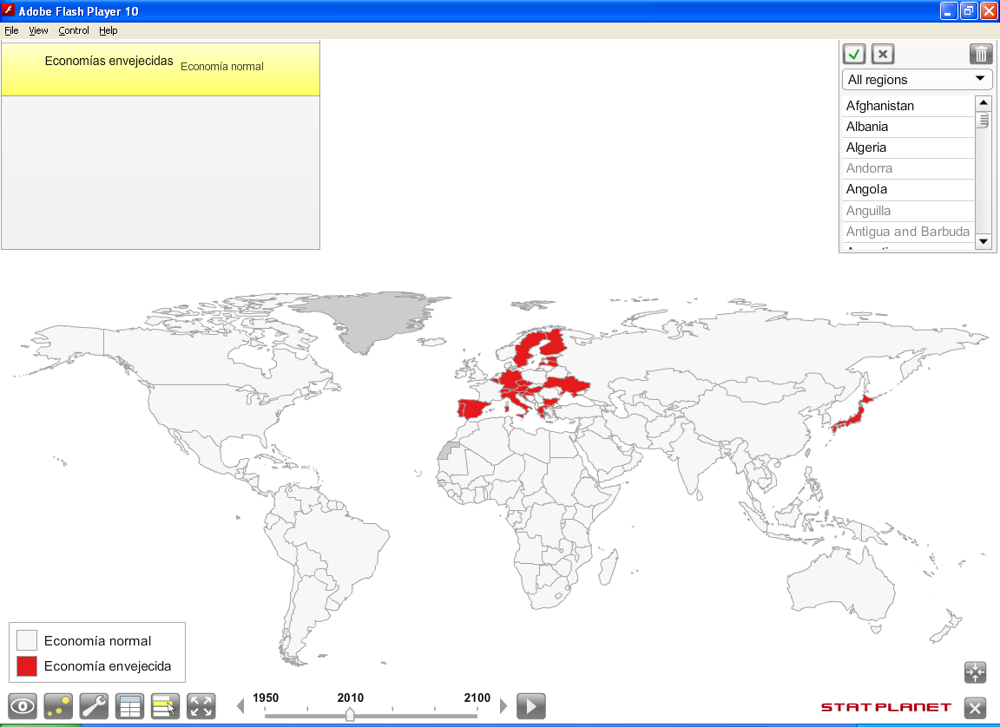 Adobe Flash Player 10
File View Control Help
Economías envejecidas Economía normal
All regions
Afghanistan
Albania
Algeria
Andorra
Angola
Anguilla
Antigua and Barbuda
Economía normal
Economía envejecida
1950 2010 2100
STATPLANET